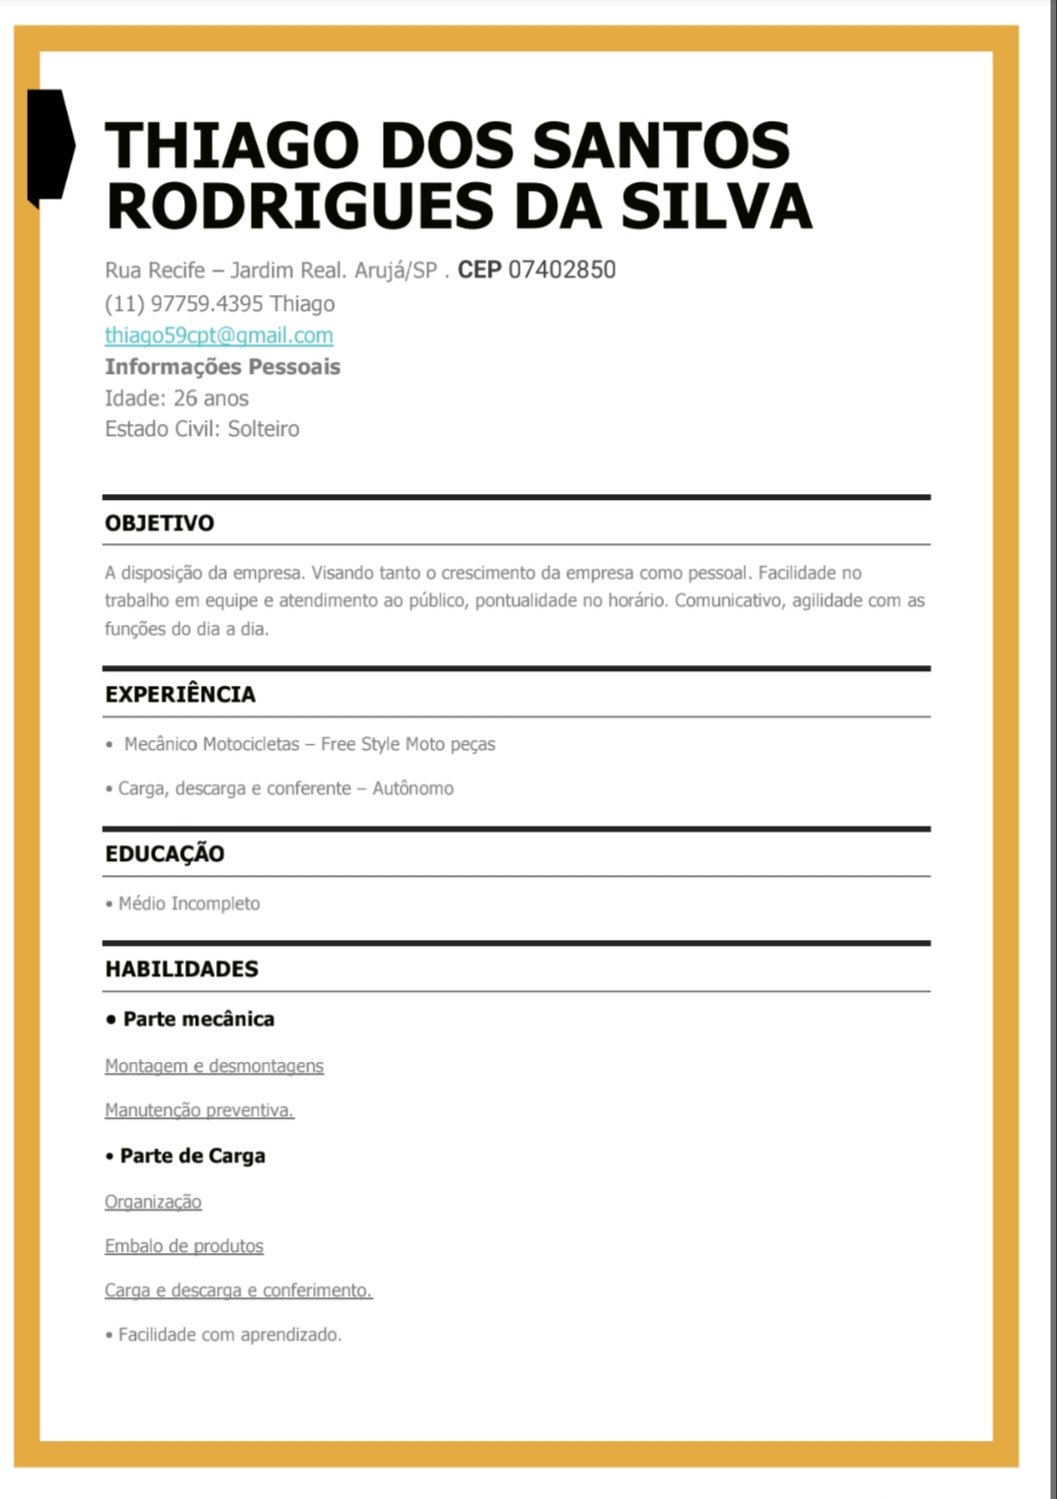 THIAGO DOS SANTOS
RODRIGUES DA SILVA
Rua Recife – Jardim Real. Arujá/SP . CEP 07402850
(11) 97759.4395 Thiago
thiago59cpt@gmail.com
Informações Pessoais
Idade: 26 anos
Estado Civil: Solteiro
OBJETIVO
A disposição da empresa. Visando tanto o crescimento da empresa como pessoal. Facilidade no
trabalho em equipe e atendimento ao público, pontualidade no horário. Comunicativo, agilidade com as
funções do dia a dia.
EXPERIÊNCIA
• Mecânico Motocicletas – Free Style Moto peças
• Carga, descarga e conferente – Autônomo
EDUCAÇÃO
• Médio Incompleto
HABILIDADES
• Parte mecânica
Montagem e desmontagens
Manutenção preventiva.
• Parte de Carga
Organização
Embalo de produtos
Carga e descarga e conferimento.
• Facilidade com aprendizado.